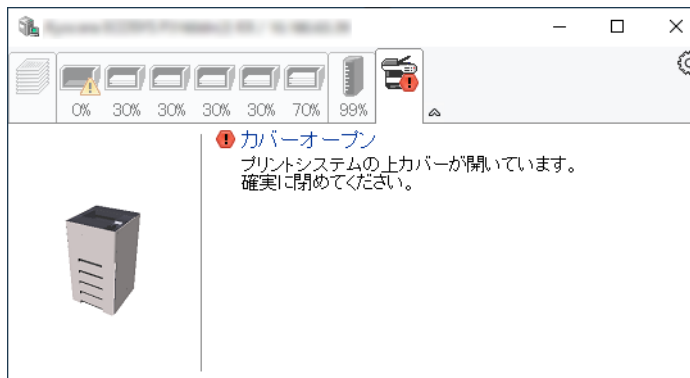 0% 30% 30% 30% 30% 70% 99%
カバーオープン
プリントシステムの上カバーが開いています。
確実に閉めてください。